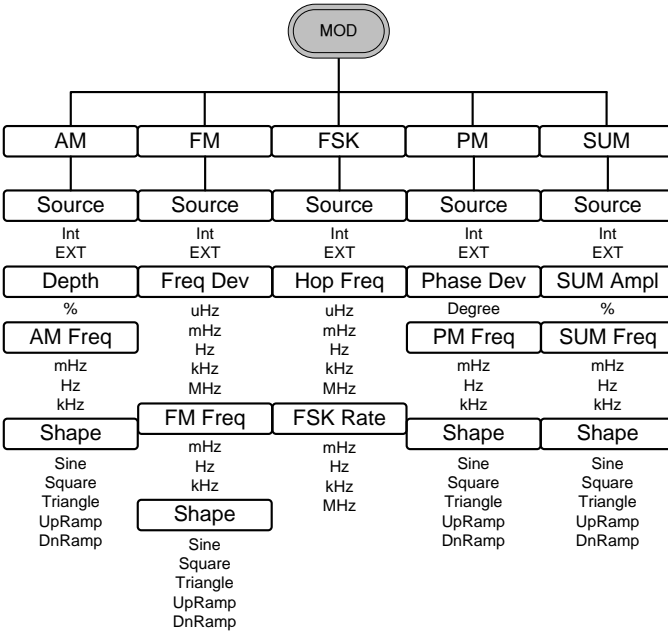 MOD
AM
Source
Int
EXT
Depth
%
AM Freq
mHz
Hz
kHz
Shape
Sine
Square
Triangle
UpRamp
DnRamp
FM
Source
Int
EXT
Freq Dev
uHz
mHz
Hz
kHz
MHz
FM Freq
mHz
Hz
kHz
Shape
Sine
Square
Triangle
UpRamp
DnRamp
FSK
Source
Int
EXT
Hop Freq
uHz
mHz
Hz
kHz
MHz
FSK Rate
mHz
Hz
kHz
MHz
PM
Source
Int
EXT
Phase Dev
Degree
PM Freq
mHz
Hz
kHz
Shape
Sine
Square
Triangle
UpRamp
DnRamp
SUM
Source
Int
EXT
SUM Ampl
%
SUM Freq
mHz
Hz
kHz
Shape
Sine
Square
Triangle
UpRamp
DnRamp